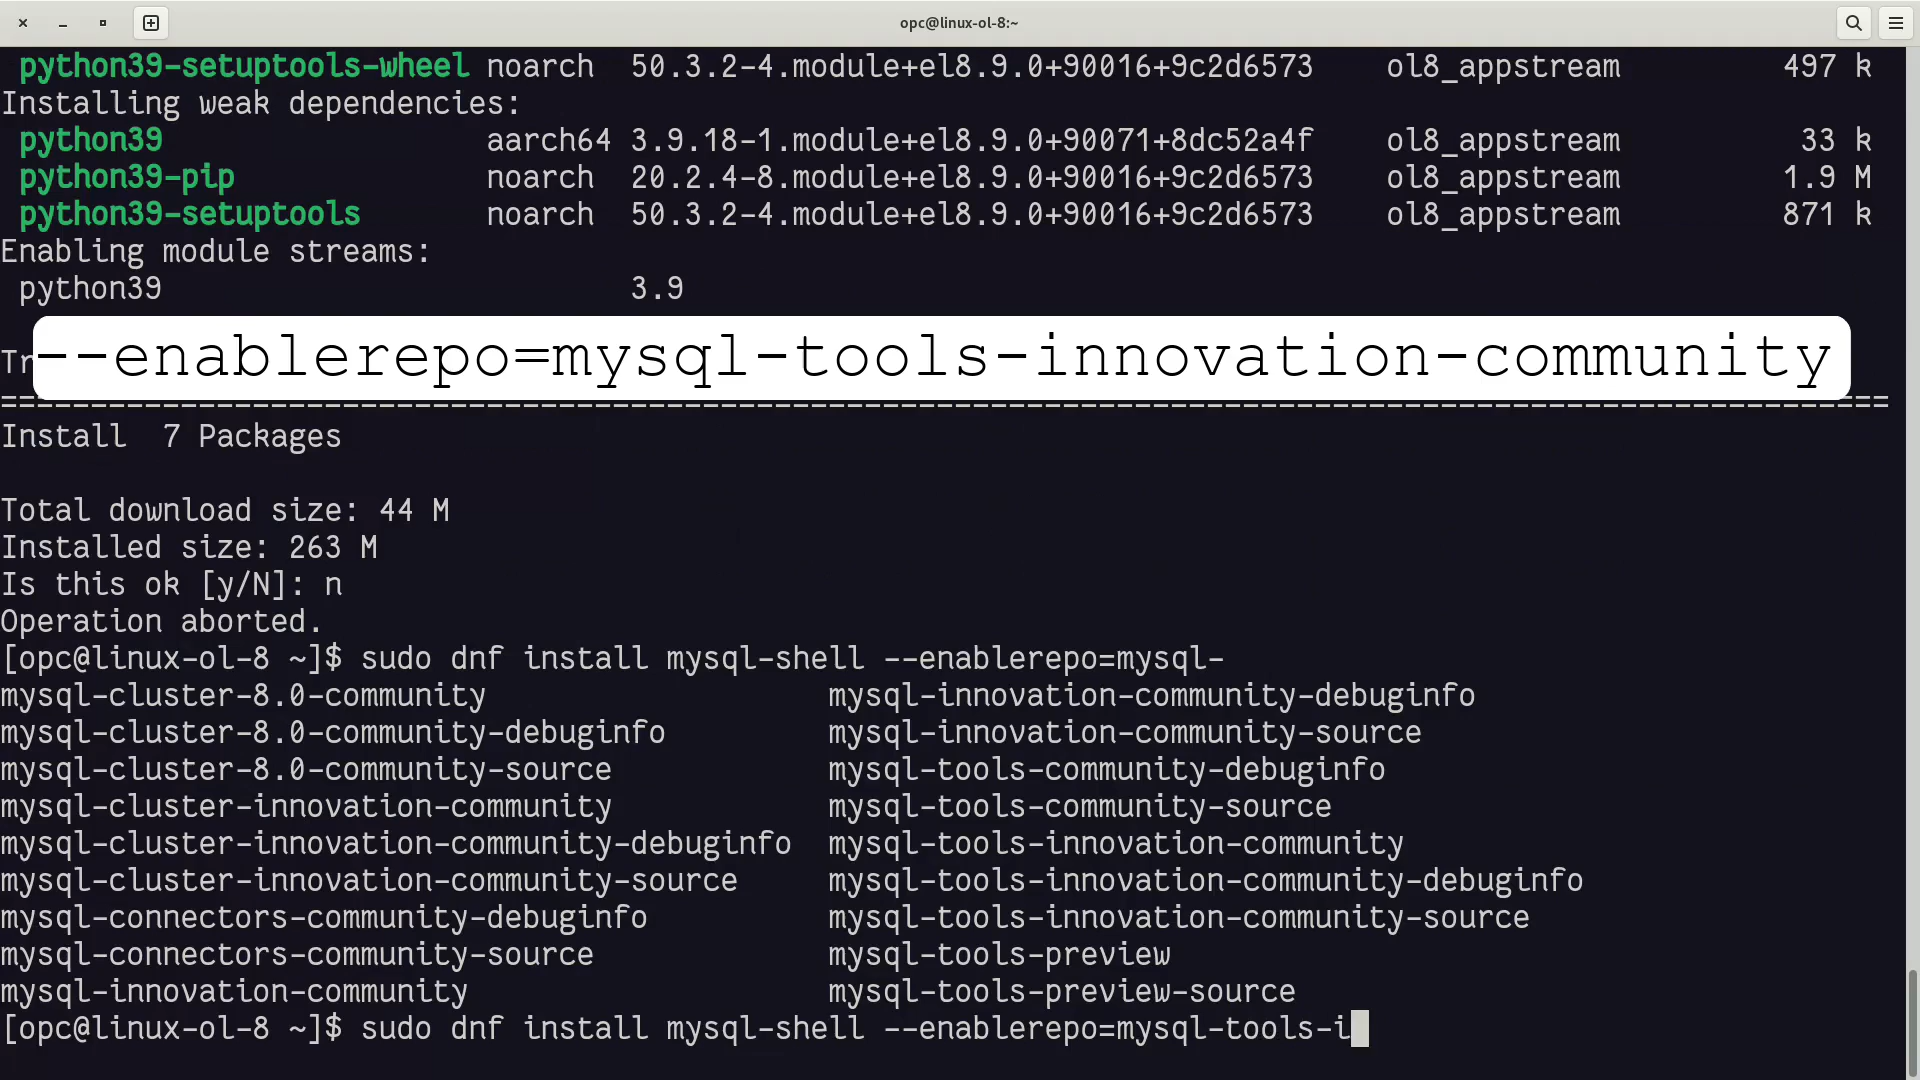 opc@linux-ol-8:~
python39-setuptools-wheel noarch 50.3.2-4.module+el8.9.0+90016+9c2d6573 ol8_appstream 497 k
Installing weak dependencies:
python39 aarch64 3.9.18-1.module+el8.9.0+90071+8dc52a4f ol8_appstream 33 k
python39-pip noarch 20.2.4-8.module+el8.9.0+90016+9c2d6573 ol8_appstream 1.9 M
python39-setuptools noarch 50.3.2-4.module+el8.9.0+90016+9c2d6573 ol8_appstream 871 k
Enabling module streams:
python39 3.9
--enablerepo=mysql-tools-innovation-community
Install 7 Packages
Total download size: 44 M
Installed size: 263 M
Is this ok [y/N]: n
Operation aborted.
[opc@linux-ol-8 ~]$ sudo dnf install mysql-shell --enablerepo=mysql-
mysql-cluster-8.0-community mysql-innovation-community-debuginfo
mysql-cluster-8.0-community-debuginfo mysql-innovation-community-source
mysql-cluster-8.0-community-source mysql-tools-community-debuginfo
mysql-cluster-innovation-community mysql-tools-community-source
mysql-cluster-innovation-community-debuginfo mysql-tools-innovation-community
mysql-cluster-innovation-community-source mysql-tools-innovation-community-debuginfo
mysql-connectors-community-debuginfo mysql-tools-innovation-community-source
mysql-connectors-community-source mysql-tools-preview
mysql-innovation-community mysql-tools-preview-source
[opc@linux-ol-8 ~]$ sudo dnf install mysql-shell --enablerepo=mysql-tools-i